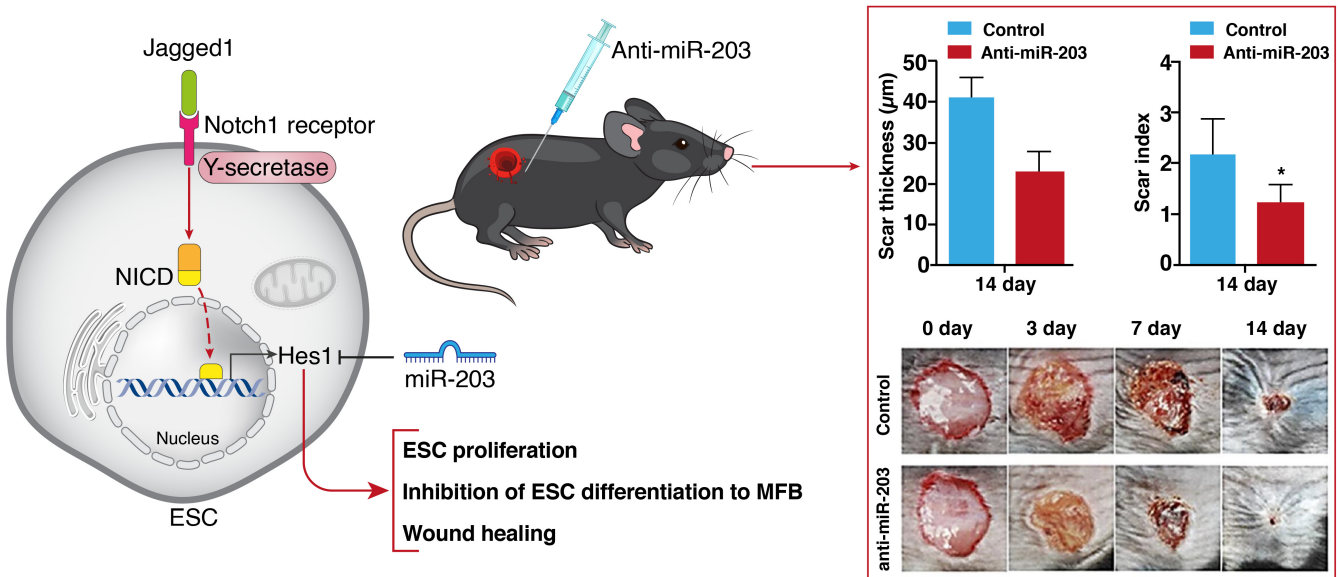 Jagged1
Notch1 receptor
Y-secretase
NICD
Hes1
Nucleus
ESC
miR-203
Anti-miR-203
ESC proliferation
Inhibition of ESC differentiation to MFB
Wound healing
Control
Anti-miR-203
Scar thickness (µm)
50
40
30
20
10
0
14 day
Control
Anti-miR-203
Scar index
4
3
2
1
0
*
14 day
0 day 3 day 7 day 14 day
Control
anti-miR-203